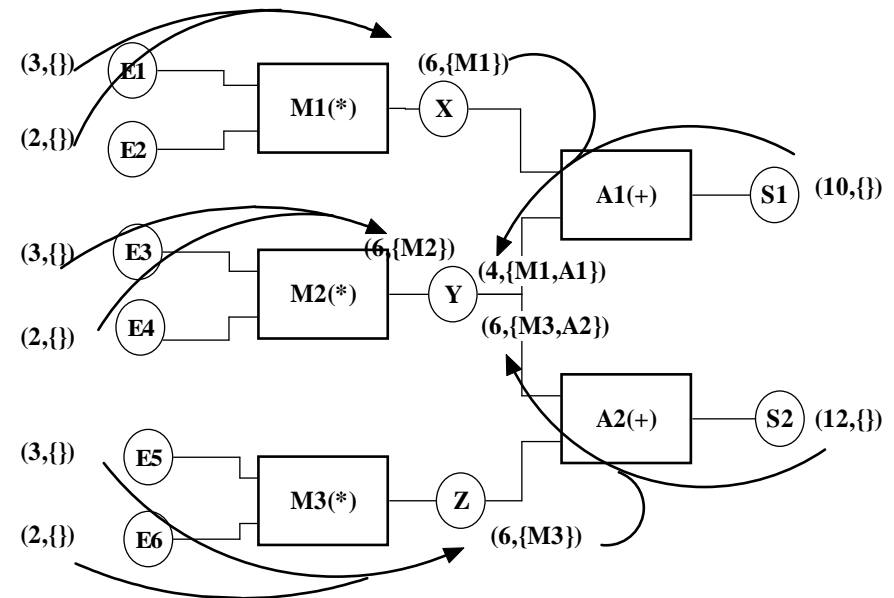 (3,{})
E1
(6,{M1})
M1(*)
X
(2,{})
E2
A1(+)
S1
(10,{})
(3,{})
E3
(6,{M2})
(4,{M1,A1})
M2(*)
Y
(2,{})
E4
(6,{M3,A2})
A2(+)
S2
(12,{})
(3,{})
E5
M3(*)
Z
(2,{})
E6
(6,{M3})